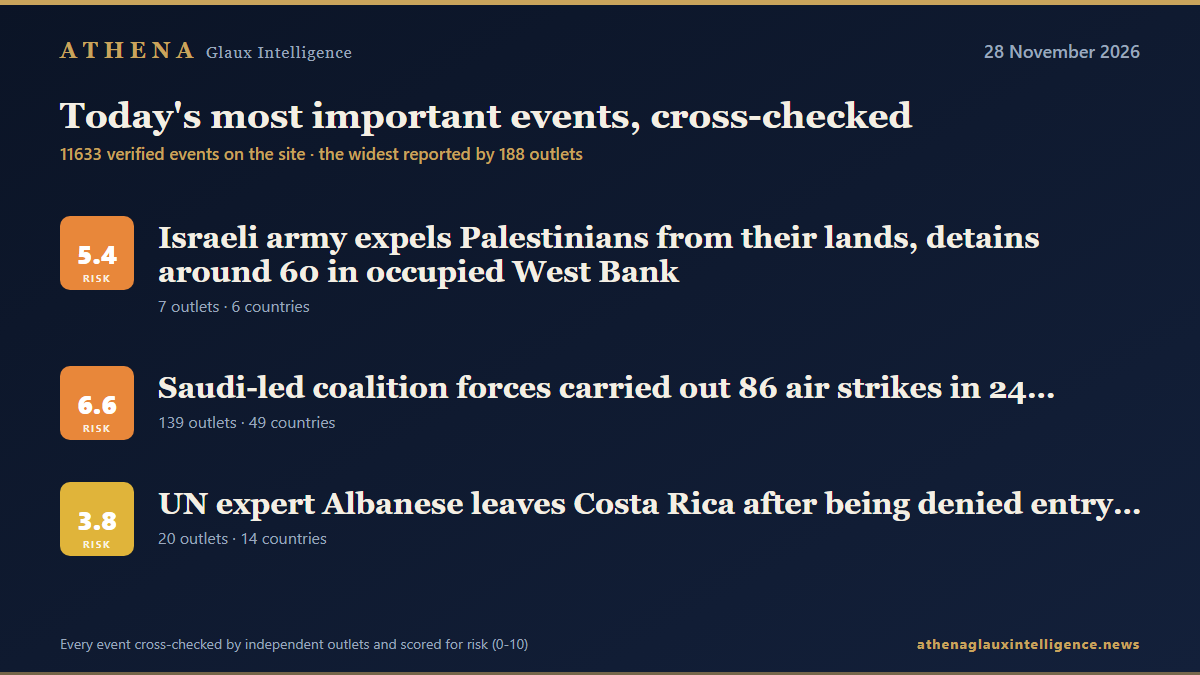 ATHENA Glaux Intelligence
28 November 2026
Today's most important events, cross-checked
11633 verified events on the site · the widest reported by 188 outlets
5.4
RISK
Israeli army expels Palestinians from their lands, detains
around 60 in occupied West Bank
7 outlets · 6 countries
6.6
RISK
Saudi-led coalition forces carried out 86 air strikes in 24...
139 outlets · 49 countries
3.8
RISK
UN expert Albanese leaves Costa Rica after being denied entry...
20 outlets · 14 countries
Every event cross-checked by independent outlets and scored for risk (0-10)
athenaglauxintelligence.news